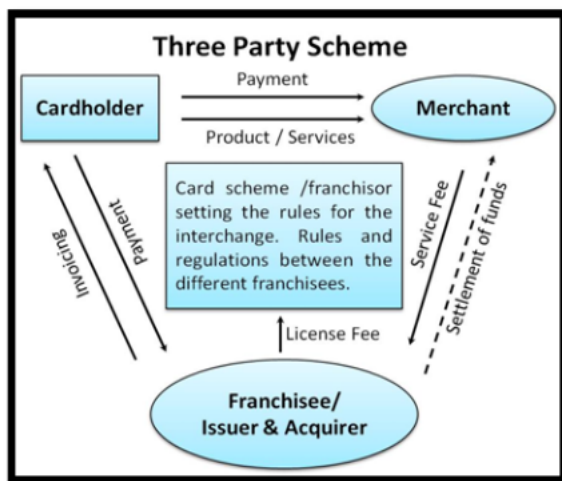 Three Party Scheme
Payment
Cardholder
Merchant
Product / Services
Card scheme /franchisor
setting the rules for the
interchange. Rules and
regulations between the
different franchisees.
Invoicing
Payment
Service Fee
Settlement of funds
License Fee
Franchisee/
Issuer & Acquirer